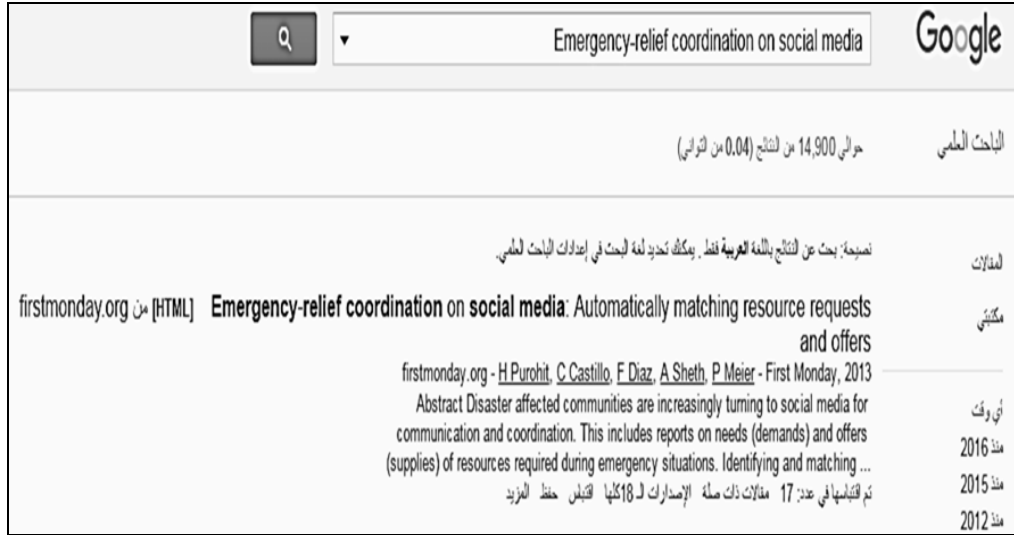 Google
Emergency-relief coordination on social media
الباحث العلمي
حوالي 14,900 من النتائج (0.04 من الثواني)
المقالات
مكتبتي
أي وقت
منذ 2016
منذ 2015
منذ 2012
نصيحة: بحث عن النتائج باللغة العربية فقط. يمكنك تحديد لغة البحث في إعدادات الباحث العلمي.
Emergency-relief coordination on social media: Automatically matching resource requests
and offers
[HTML] من firstmonday.org
firstmonday.org - H Purohit, C Castillo, F Diaz, A Sheth, P Meier - First Monday, 2013
Abstract Disaster affected communities are increasingly turning to social media for
communication and coordination. This includes reports on needs (demands) and offers
(supplies) of resources required during emergency situations. Identifying and matching ...
تم اقتباسها في عدد: 17 مقالات ذات صلة الإصدارات الـ 18كلها اقتباس حفظ المزيد